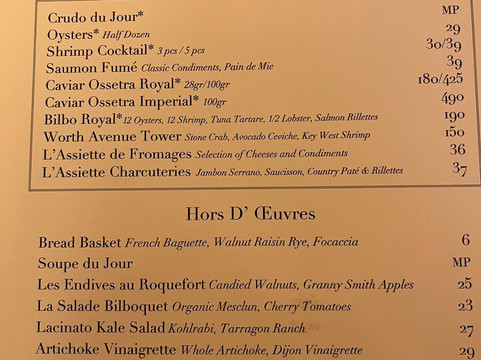 Crudo du Jour* MP
Oysters* Half Dozen 29
Shrimp Cocktail* 3 pcs / 5 pcs 30/39
Saumon Fumé Classic Condiments, Pain de Mie 39
Caviar Ossetra Royal* 28gr/100gr 180/425
Caviar Ossetra Imperial* 100gr 490
Bilbo Royal* 12 Oysters, 12 Shrimp, Tuna Tartare, 1/2 Lobster, Salmon Rillettes 190
Worth Avenue Tower Stone Crab, Avocado Ceviche, Key West Shrimp 150
L'Assiette de Fromages Selection of Cheeses and Condiments 36
L'Assiette Charcuteries Jambon Serrano, Saucisson, Country Paté & Rillettes 37
Hors D' Œuvres
Bread Basket French Baguette, Walnut Raisin Rye, Focaccia 6
Soupe du Jour MP
Les Endives au Roquefort Candied Walnuts, Granny Smith Apples 25
La Salade Bilboquet Organic Mesclun, Cherry Tomatoes 23
Lacinato Kale Salad Kohlrabi, Tarragon Ranch 27
Artichoke Vinaigrette Whole Artichoke, Dijon Vinaigrette 29